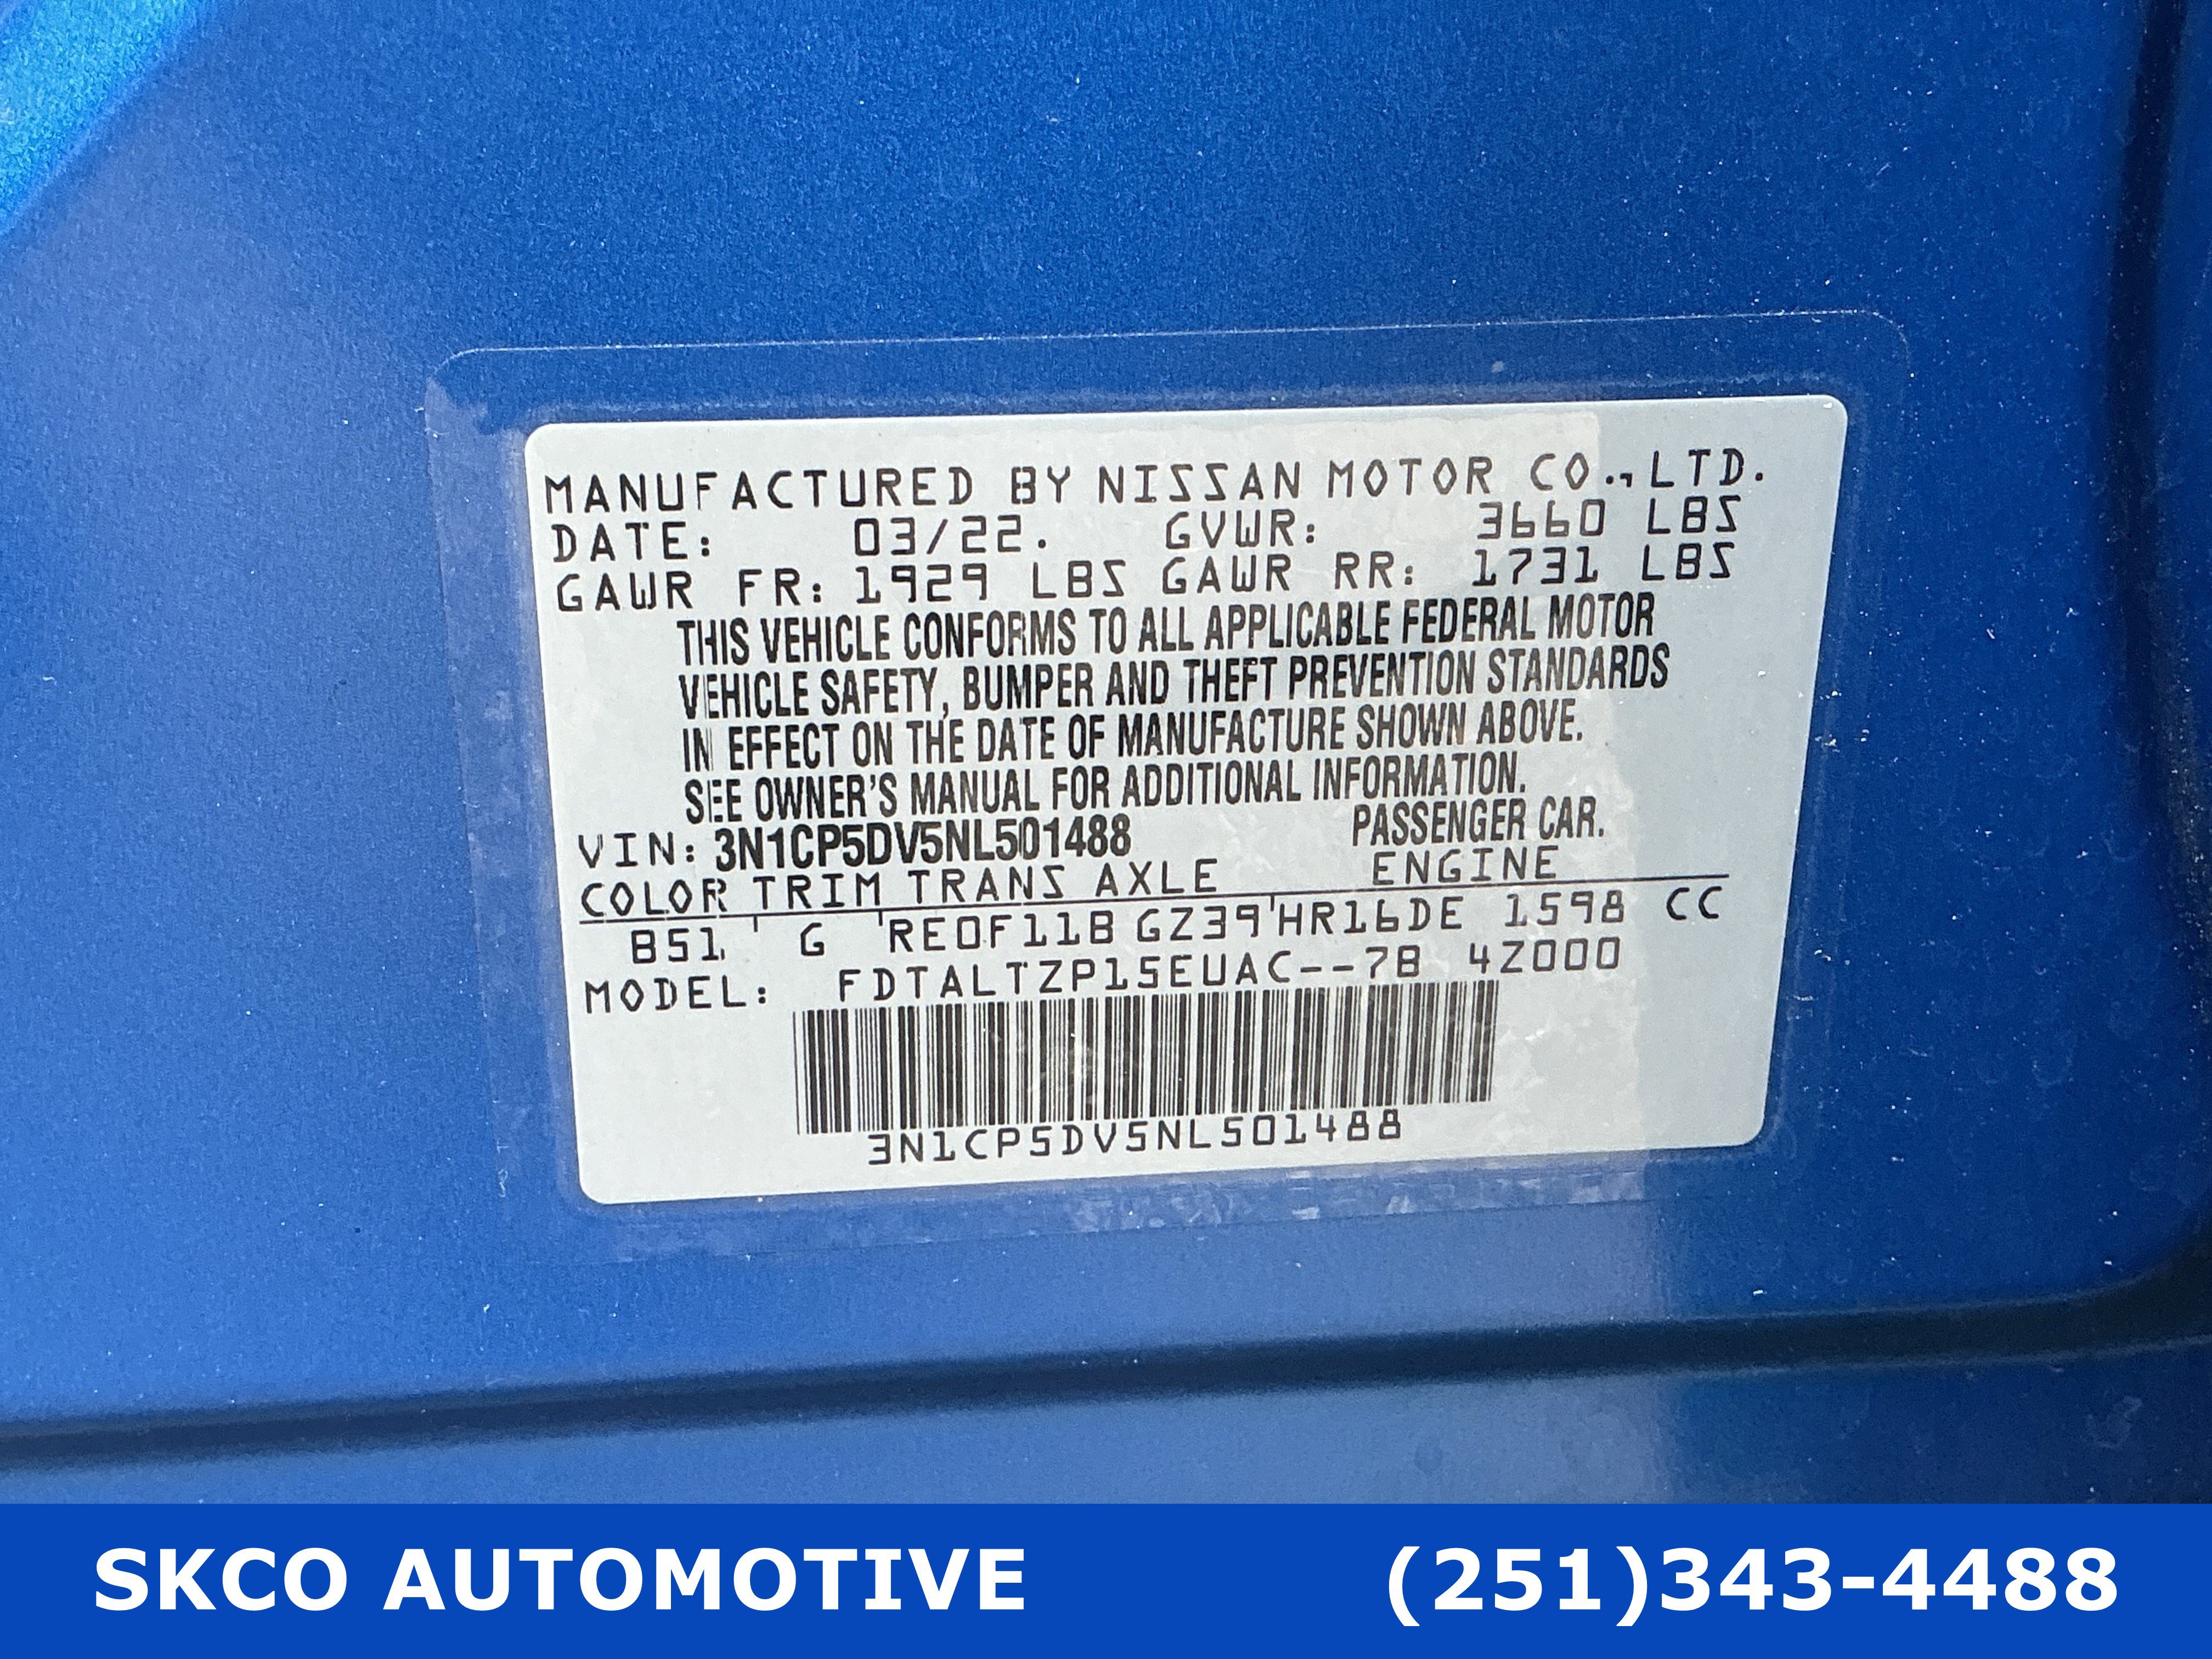 MANUFACTURED BY NISSAN MOTOR CO., LTD.
DATE: 03/22. GVWR: 3660 LBS
GAWR FR: 1929 LBS GAWR RR: 1731 LBS
THIS VEHICLE CONFORMS TO ALL APPLICABLE FEDERAL MOTOR
VEHICLE SAFETY, BUMPER AND THEFT PREVENTION STANDARDS
IN EFFECT ON THE DATE OF MANUFACTURE SHOWN ABOVE.
SEE OWNER'S MANUAL FOR ADDITIONAL INFORMATION.
VIN: 3N1CP5DV5NL501488 PASSENGER CAR.
COLOR TRIM TRANS AXLE ENGINE
B51 G RE0F11B GZ39 HR16DE 1598 CC
MODEL: FDTALTZP15EUAC--7B 4Z000
3N1CP5DV5NL501488
SKCO AUTOMOTIVE (251)343-4488